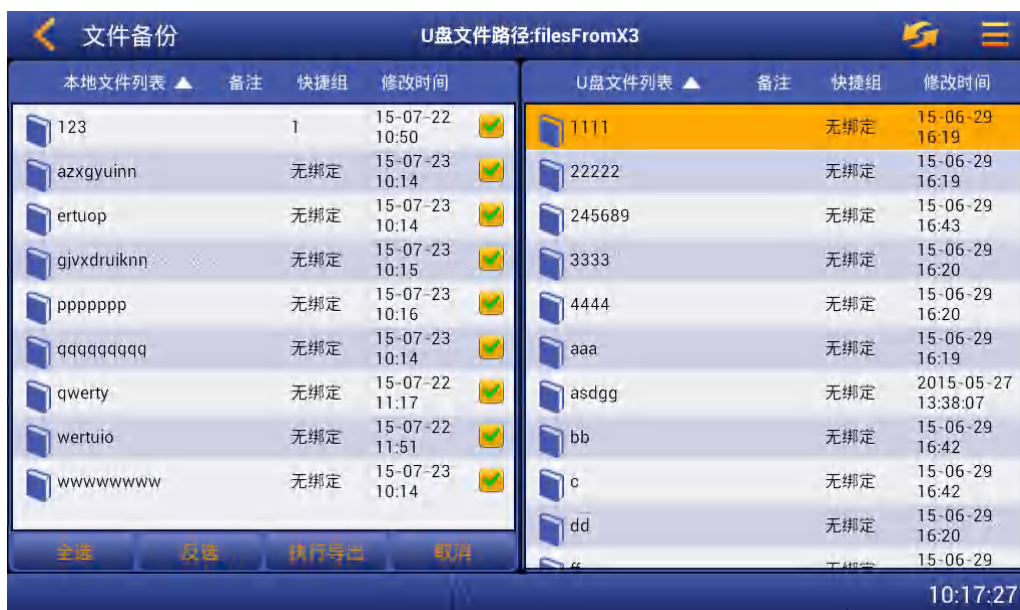 文件备份 U盘文件路径:filesFromX3
本地文件列表 ▲ 备注 快捷组 修改时间
123 1 15-07-22 10:50
azxgyuinn 无绑定 15-07-23 10:14
ertuop 无绑定 15-07-23 10:14
gjvxdruiknn 无绑定 15-07-23 10:15
ppppppp 无绑定 15-07-23 10:16
qqqqqqqqq 无绑定 15-07-23 10:14
qwerty 无绑定 15-07-22 11:17
wertuio 无绑定 15-07-22 11:51
wwwwwwww 无绑定 15-07-23 10:14
全选 反选 执行导出 取消
U盘文件列表 ▲ 备注 快捷组 修改时间
1111 无绑定 15-06-29 16:19
22222 无绑定 15-06-29 16:19
245689 无绑定 15-06-29 16:43
3333 无绑定 15-06-29 16:20
4444 无绑定 15-06-29 16:20
aaa 无绑定 15-06-29 16:19
asdgg 无绑定 2015-05-27 13:38:07
bb 无绑定 15-06-29 16:42
c 无绑定 15-06-29 16:42
dd 无绑定 15-06-29 16:20
15-06-29
10:17:27